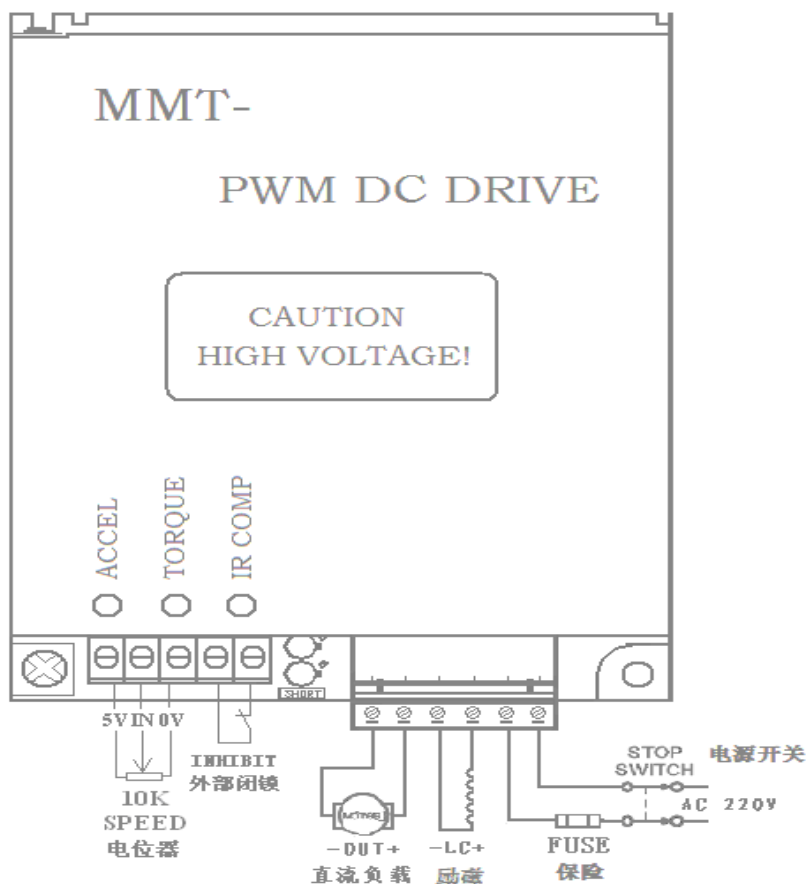 MMT-
PWM DC DRIVE
CAUTION
HIGH VOLTAGE!
ACCEL
TORQUE
IR COMP
SHORT
5V IN 0V
10K
SPEED
电位器
INHIBIT
外部闭镜
-OUT+
直流负载
-LC+
励磁
FUSE
保险
STOP
SWITCH
电源开关
AC 220V